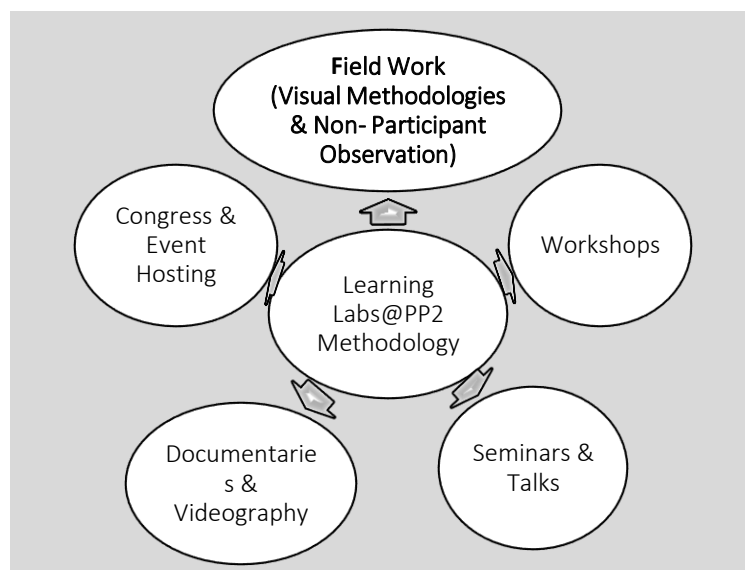 Field Work
(Visual Methodologies
& Non- Participant
Observation)
Congress &
Event
Hosting
Workshops
Learning
Labs@PP2
Methodology
Documentarie
s &
Videography
Seminars &
Talks